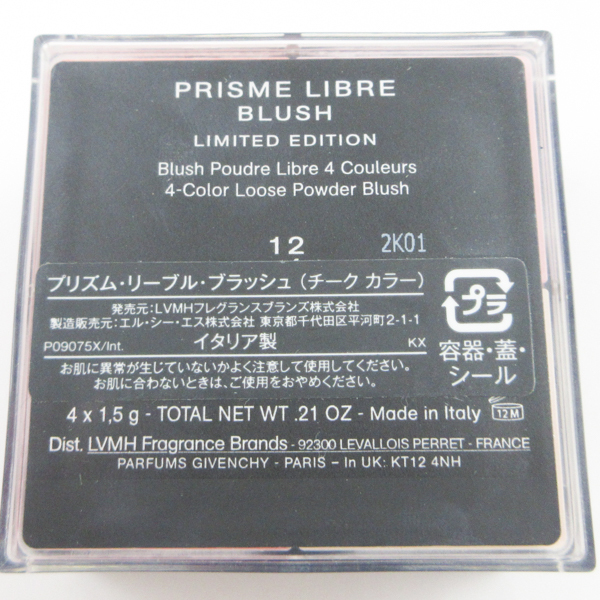 PRISME LIBRE
BLUSH
LIMITED EDITION
Blush Poudre Libre 4 Couleurs
4-Color Loose Powder Blush
12 2K01
プリズム・リーブル・ブラッシュ（チーク カラー）
発売元：LVMHフレグランスブランズ株式会社
製造販売元：エル・シー・エス株式会社 東京都千代田区平河町2-1-1
P09075X/Int. イタリア製 KX
お肌に異常が生じていないかよく注意して使用してください。
お肌に合わないときは、ご使用をおやめください。
プラ
容器・蓋・
シール
4 x 1,5 g - TOTAL NET WT .21 OZ - Made in Italy 12 M
Dist. LVMH Fragrance Brands - 92300 LEVALLOIS PERRET - FRANCE
PARFUMS GIVENCHY - PARIS – In UK: KT12 4NH